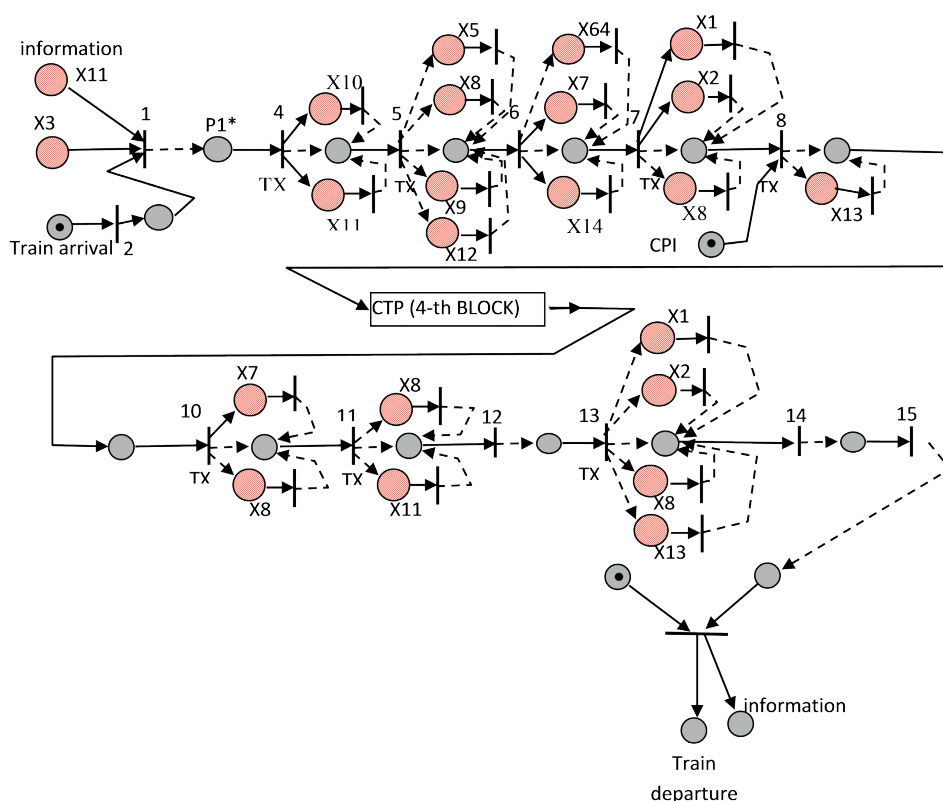 information
X11
X3
1
P1*
4
X10
TX
X11
5
X5
X8
TX
X9
X12
6
X64
X7
X14
7
X1
X2
TX
X8
8
TX
X13
CPI
Train arrival 2
CTP (4-th BLOCK)
10
X7
TX
X8
11
X8
TX
X11
12
13
X1
X2
TX
X8
X13
14
15
information
Train
departure